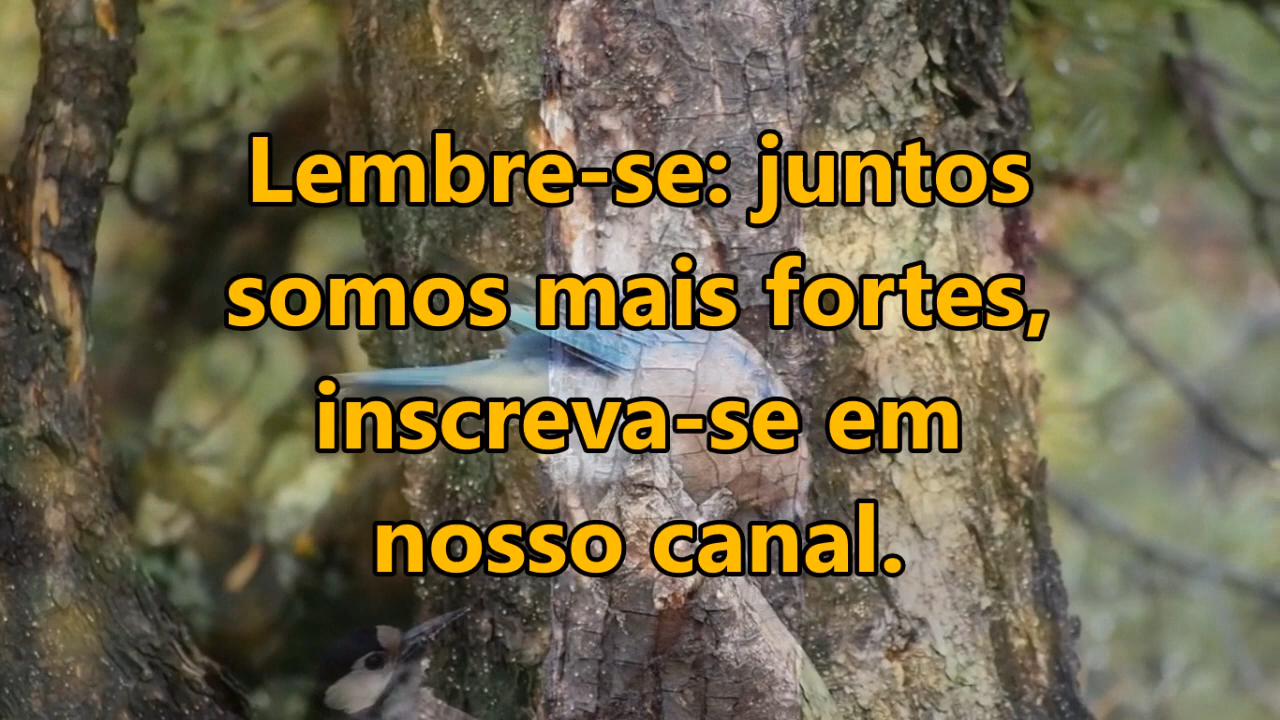 Lembre-se: juntos
somos mais fortes,
inscreva-se em
nosso canal.